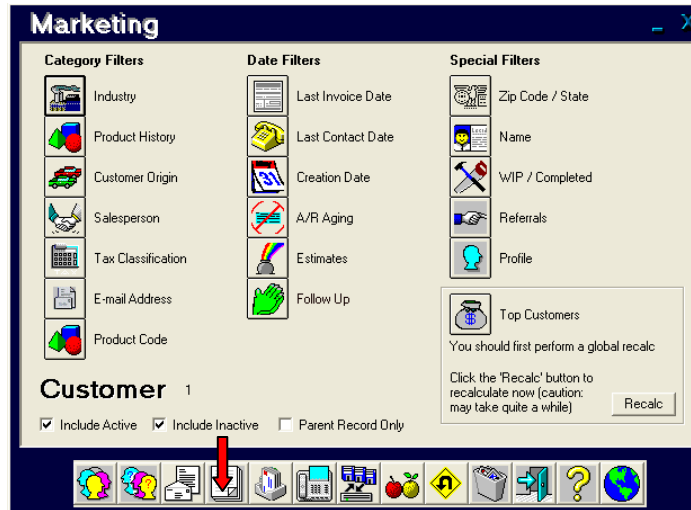 Marketing
Category Filters
Date Filters
Special Filters
Industry
Last Invoice Date
Zip Code / State
Product History
Last Contact Date
Name
Customer Origin
31
Creation Date
WIP / Completed
Salesperson
A/R Aging
Referrals
Tax Classification
Estimates
Profile
E-mail Address
Follow Up
$
Top Customers
Product Code
You should first perform a global recalc
Click the 'Recalc' button to
recalculate now (caution:
may take quite a while)
Recalc
Customer 1
Include Active
Include Inactive
Parent Record Only